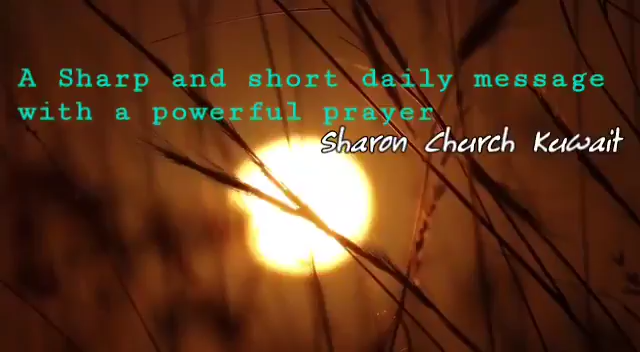 A Sharp and short daily message
with a powerful prayer
Sharon Church Kuwait